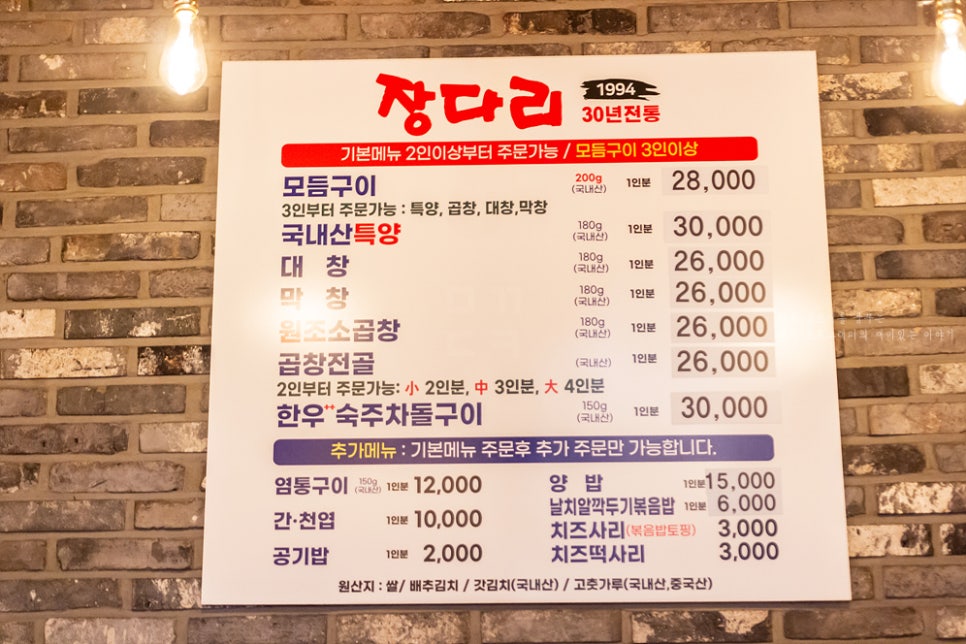 장다리 1994 30년전통
기본메뉴 2인이상부터 주문가능 / 모듬구이 3인이상
모듬구이 200g (국내산) 1인분 28,000
3인부터 주문가능 : 특양, 곱창, 대창,막창
국내산특양 180g (국내산) 1인분 30,000
대 창 180g (국내산) 1인분 26,000
막 창 180g (국내산) 1인분 26,000
원조소곱창 180g (국내산) 1인분 26,000
곱창전골 (국내산) 1인분 26,000
2인부터 주문가능: 小 2인분, 中 3인분, 大 4인분
한우++숙주차돌구이 150g (국내산) 1인분 30,000
추가메뉴 : 기본메뉴 주문후 추가 주문만 가능합니다.
염통구이 150g (국내산) 1인분 12,000
간·천엽 1인분 10,000
공기밥 1인분 2,000
양 밥 1인분 15,000
날치알깍두기볶음밥 1인분 6,000
치즈사리(볶음밥토핑) 3,000
치즈떡사리 3,000
원산지 : 쌀/ 배추김치 / 갓김치(국내산) / 고춧가루(국내산,중국산)